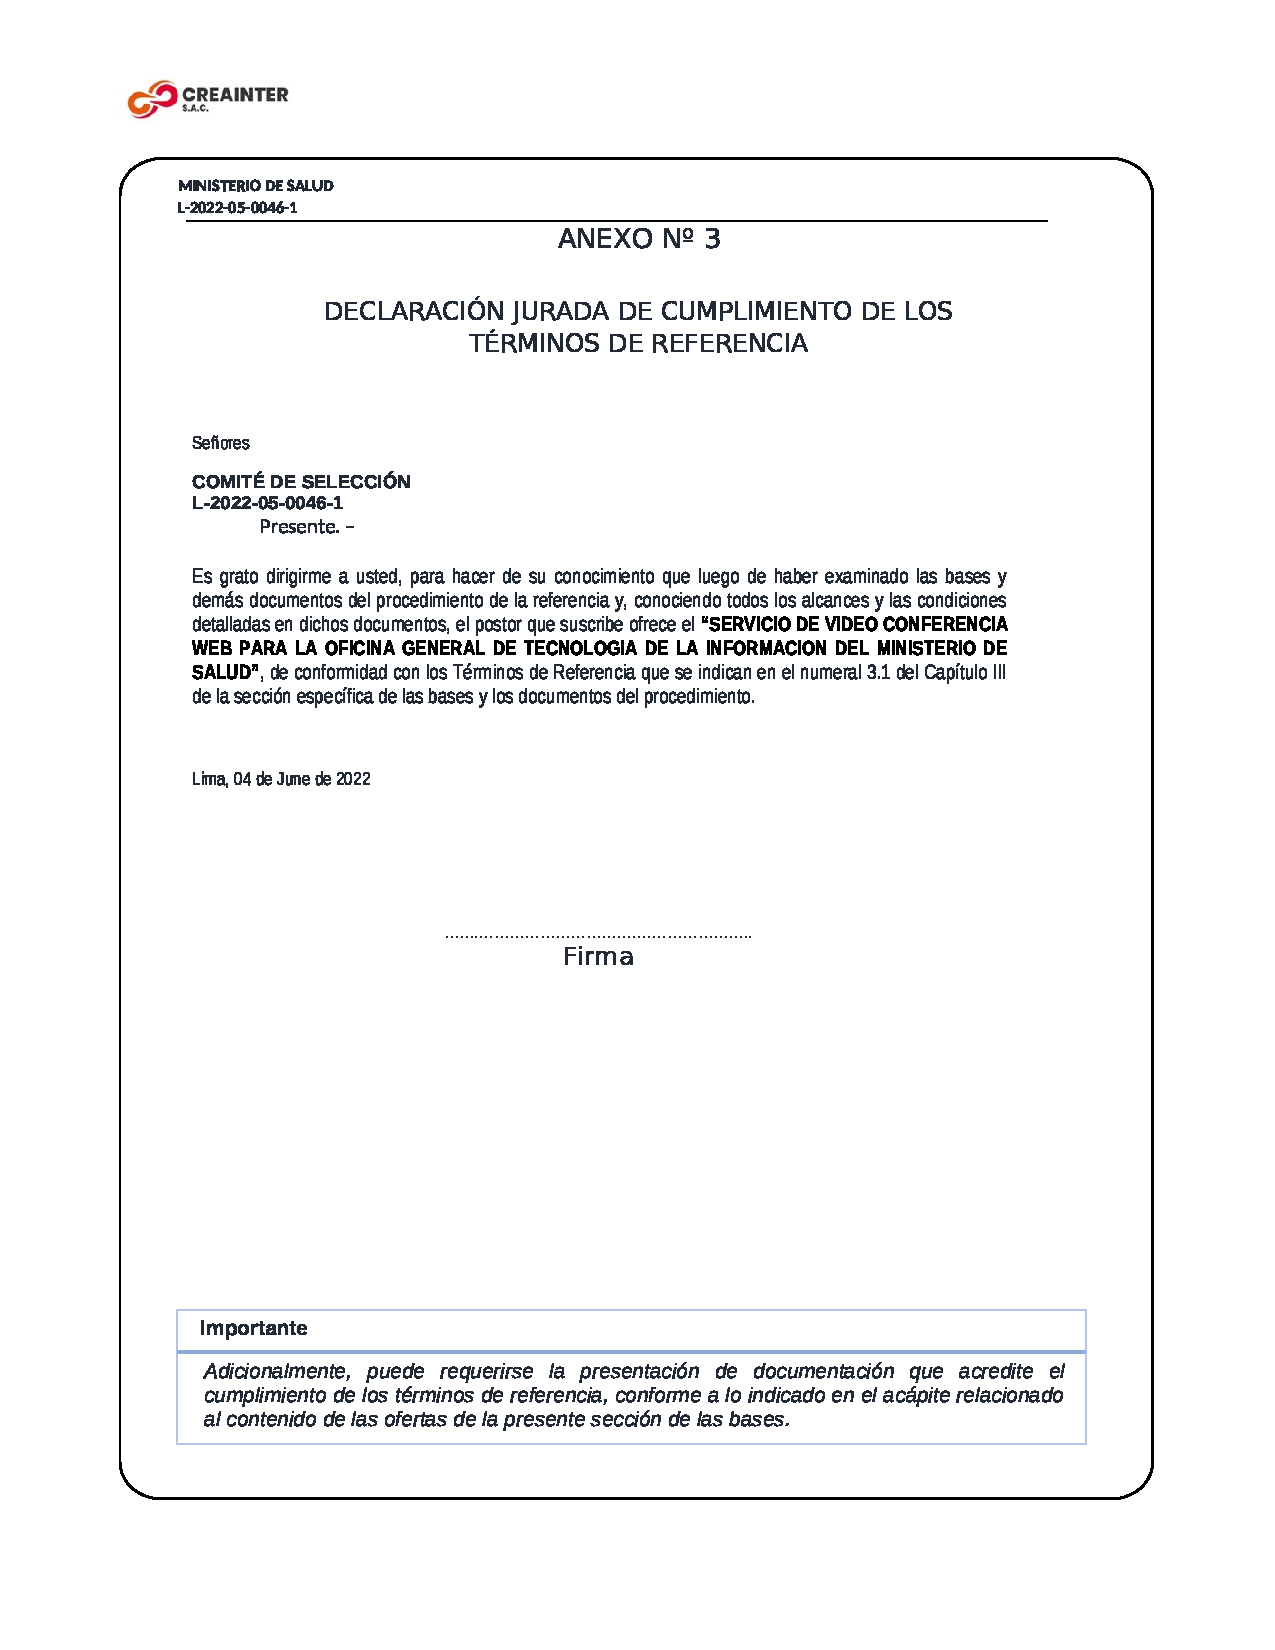 CREAINTER
S.A.C.
MINISTERIO DE SALUD
L-2022-05-0046-1
ANEXO Nº 3
DECLARACIÓN JURADA DE CUMPLIMIENTO DE LOS
TÉRMINOS DE REFERENCIA
Señores
COMITÉ DE SELECCIÓN
L-2022-05-0046-1
Presente. –
Es grato dirigirme a usted, para hacer de su conocimiento que luego de haber examinado las bases y
demás documentos del procedimiento de la referencia y, conociendo todos los alcances y las condiciones
detalladas en dichos documentos, el postor que suscribe ofrece el “SERVICIO DE VIDEO CONFERENCIA
WEB PARA LA OFICINA GENERAL DE TECNOLOGIA DE LA INFORMACION DEL MINISTERIO DE
SALUD”, de conformidad con los Términos de Referencia que se indican en el numeral 3.1 del Capítulo III
de la sección específica de las bases y los documentos del procedimiento.
Lima, 04 de June de 2022
..........................................................
Firma
Importante
Adicionalmente, puede requerirse la presentación de documentación que acredite el
cumplimiento de los términos de referencia, conforme a lo indicado en el acápite relacionado
al contenido de las ofertas de la presente sección de las bases.